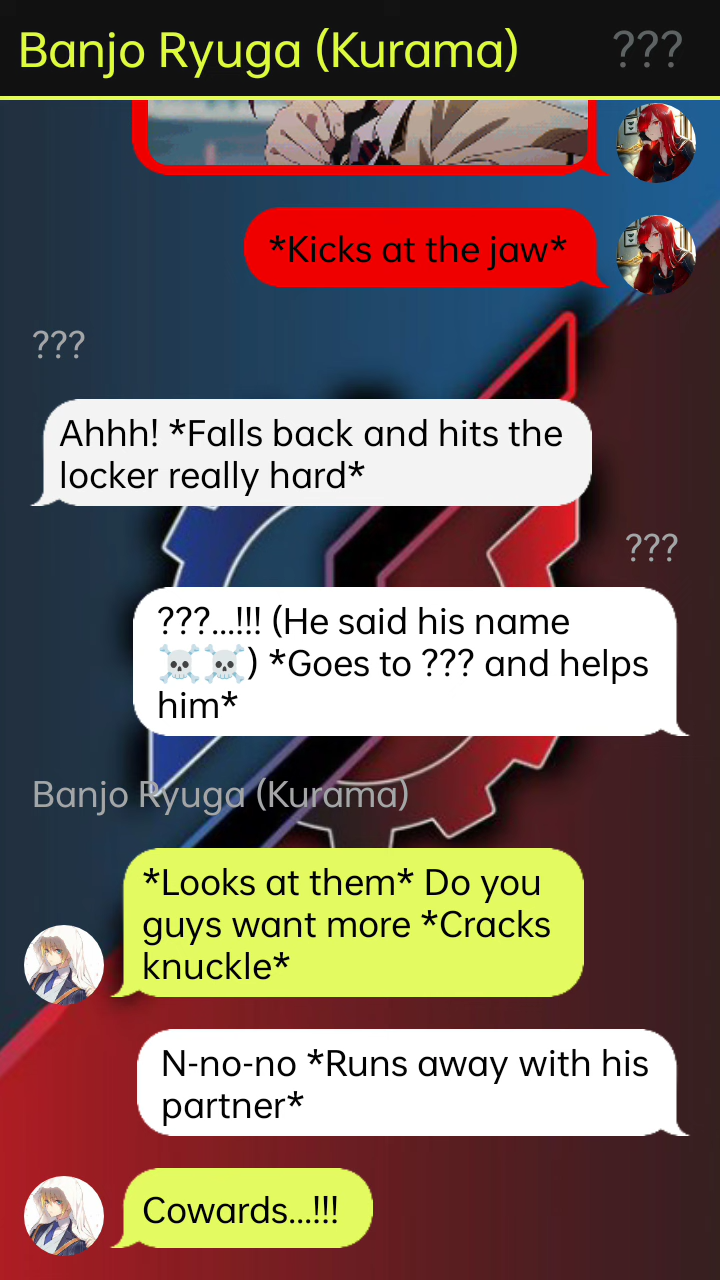 Banjo Ryuga (Kurama) ???
*Kicks at the jaw*
???
Ahhh! *Falls back and hits the
locker really hard*
???
???...!!! (He said his name
☠️☠️) *Goes to ??? and helps
him*
Banjo Ryuga (Kurama)
*Looks at them* Do you
guys want more *Cracks
knuckle*
N-no-no *Runs away with his
partner*
Cowards...!!!